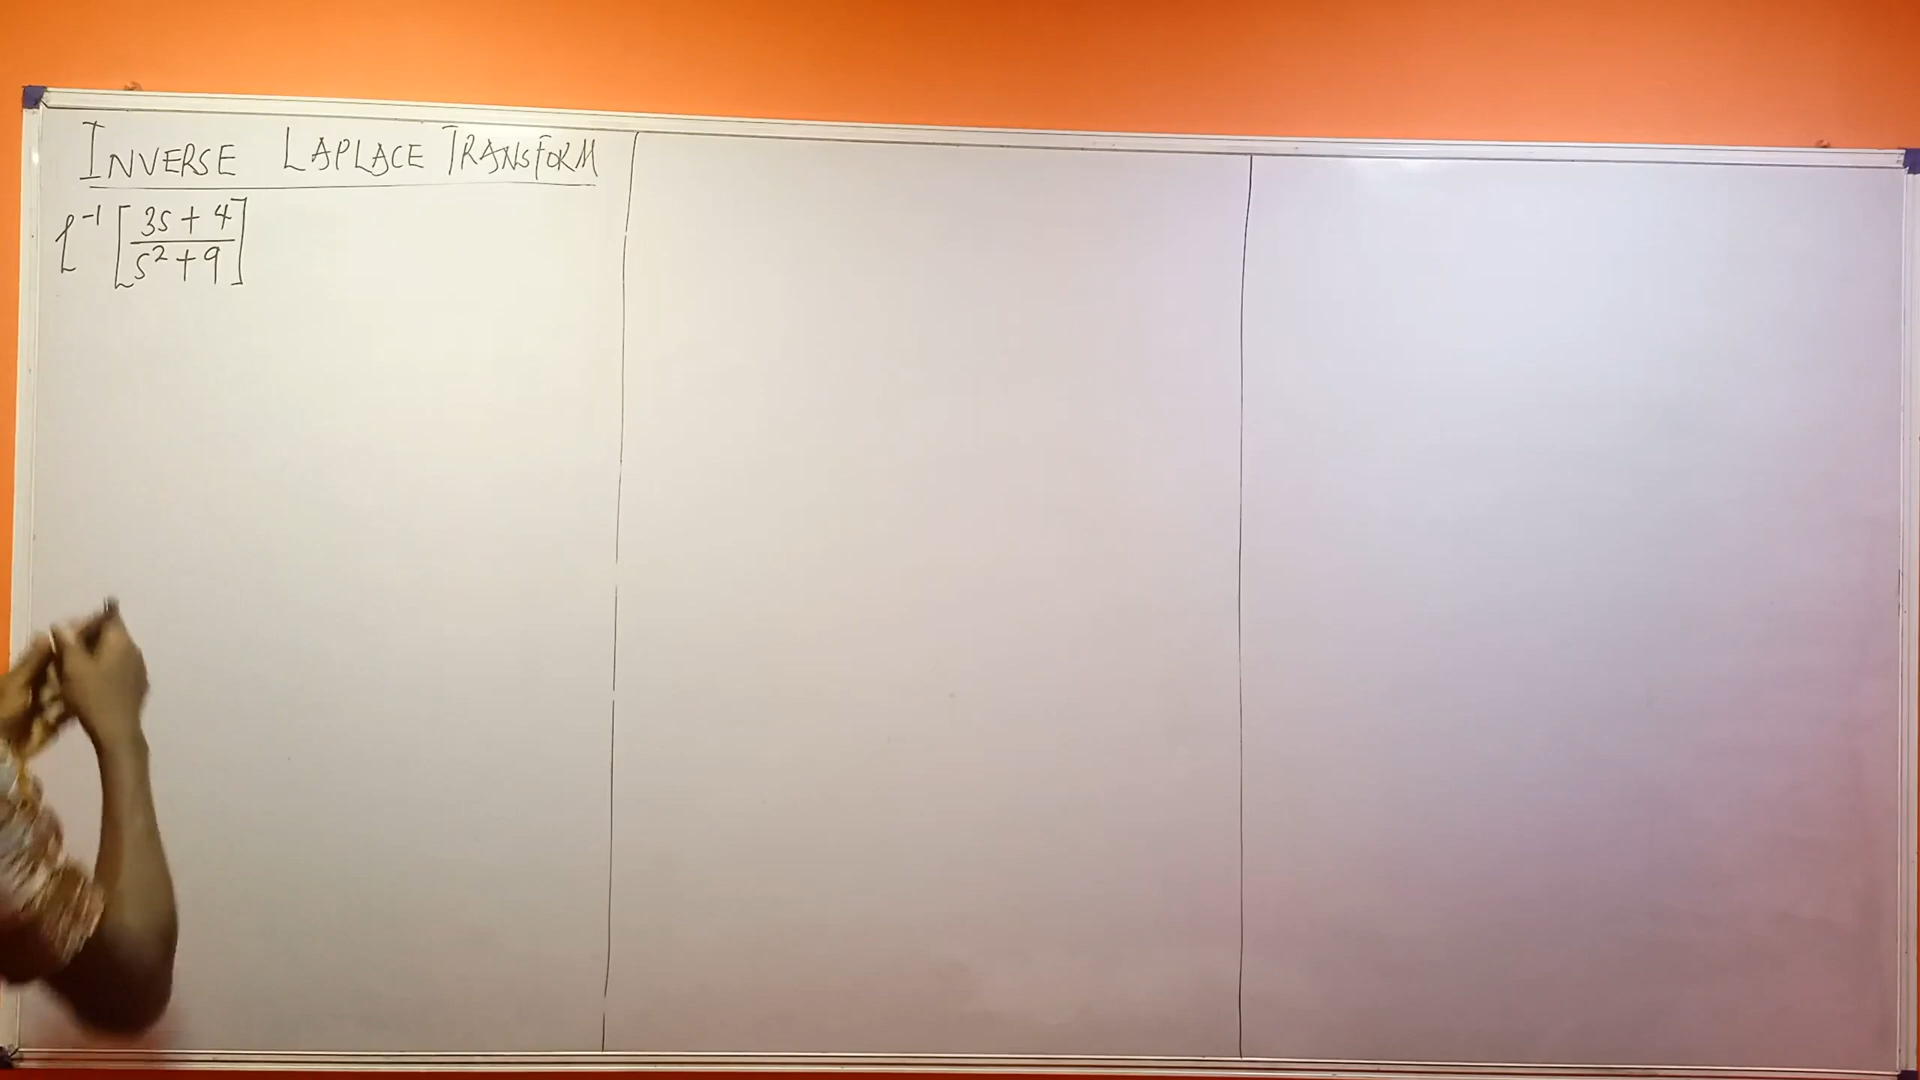 INVERSE LAPLACE TRANSFORM
ℒ⁻¹ [(3s + 4)/(s² + 9)]